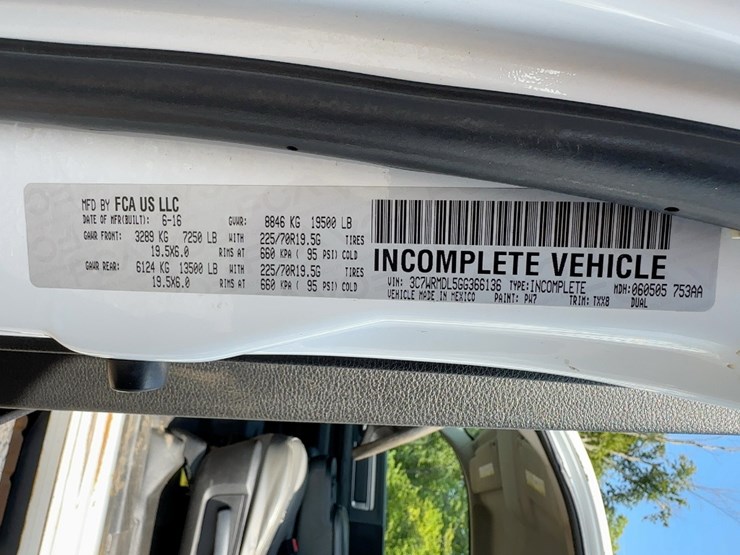 MFD BY FCA US LLC
DATE OF MFR(BUILT): 6-16 GVWR: 8846 KG 19500 LB
GAWR FRONT: 3289 KG 7250 LB WITH 225/70R19.5G TIRES
19.5X6.0 RIMS AT 660 KPA ( 95 PSI) COLD
GAWR REAR: 6124 KG 13500 LB WITH 225/70R19.5G TIRES
19.5X6.0 RIMS AT 660 KPA ( 95 PSI) COLD
INCOMPLETE VEHICLE
VIN: 3C7WRMDL5GG366136 TYPE:INCOMPLETE MDH:060505 753AA
VEHICLE MADE IN MEXICO PAINT: PW7 TRIM: TXX8 DUAL